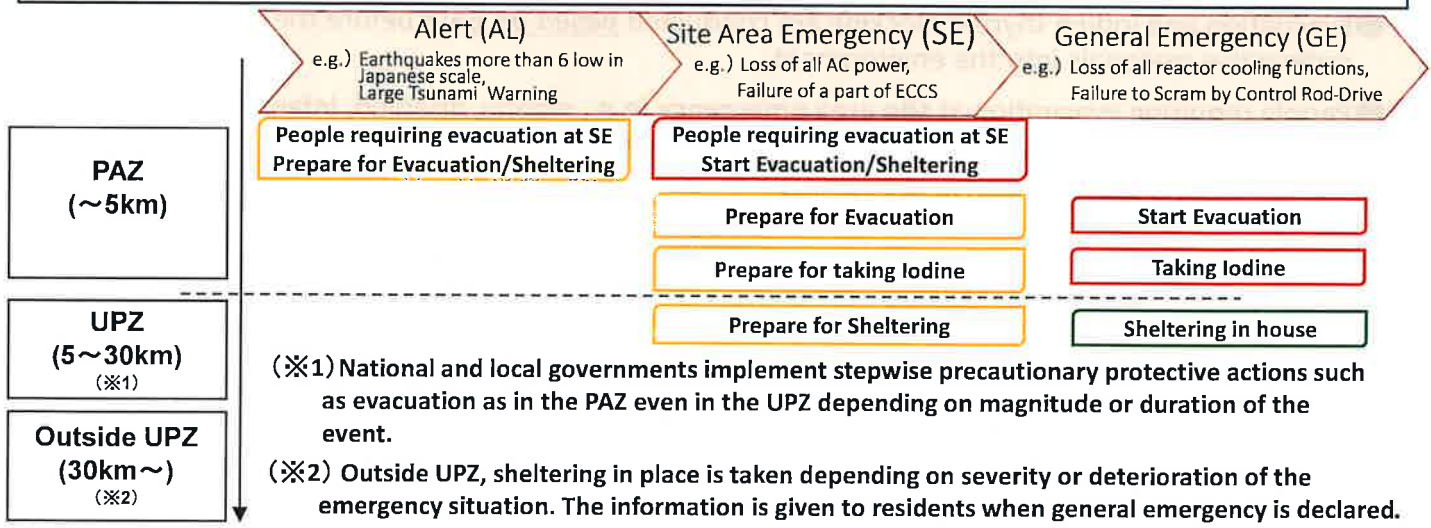 Alert (AL)
e.g.) Earthquakes more than 6 low in
Japanese scale,
Large Tsunami Warning
Site Area Emergency (SE)
e.g.) Loss of all AC power,
Failure of a part of ECCS
General Emergency (GE)
e.g.) Loss of all reactor cooling functions,
Failure to Scram by Control Rod-Drive
PAZ
(～5km)
People requiring evacuation at SE
Prepare for Evacuation/Sheltering
People requiring evacuation at SE
Start Evacuation/Sheltering
Prepare for Evacuation
Start Evacuation
Prepare for taking Iodine
Taking Iodine
UPZ
(5～30km)
(※1)
Prepare for Sheltering
Sheltering in house
(※1) National and local governments implement stepwise precautionary protective actions such
as evacuation as in the PAZ even in the UPZ depending on magnitude or duration of the
event.
Outside UPZ
(30km～)
(※2)
(※2) Outside UPZ, sheltering in place is taken depending on severity or deterioration of the
emergency situation. The information is given to residents when general emergency is declared.